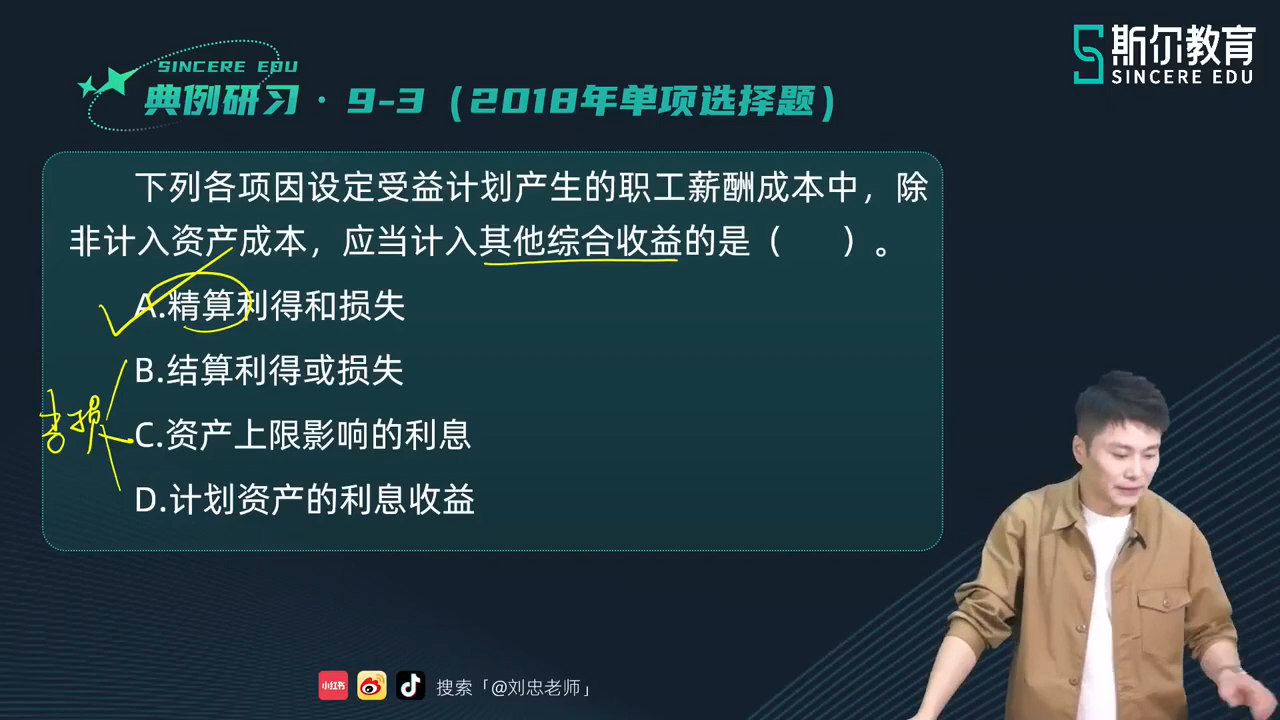 斯尔教育
SINCERE EDU
SINCERE EDU
典例研习·9-3（2018年单项选择题）
下列各项因设定受益计划产生的职工薪酬成本中，除
非计入资产成本，应当计入其他综合收益的是（　　）。
A.精算利得和损失
B.结算利得或损失
C.资产上限影响的利息
D.计划资产的利息收益
损
小红书
搜索「@刘忠老师」